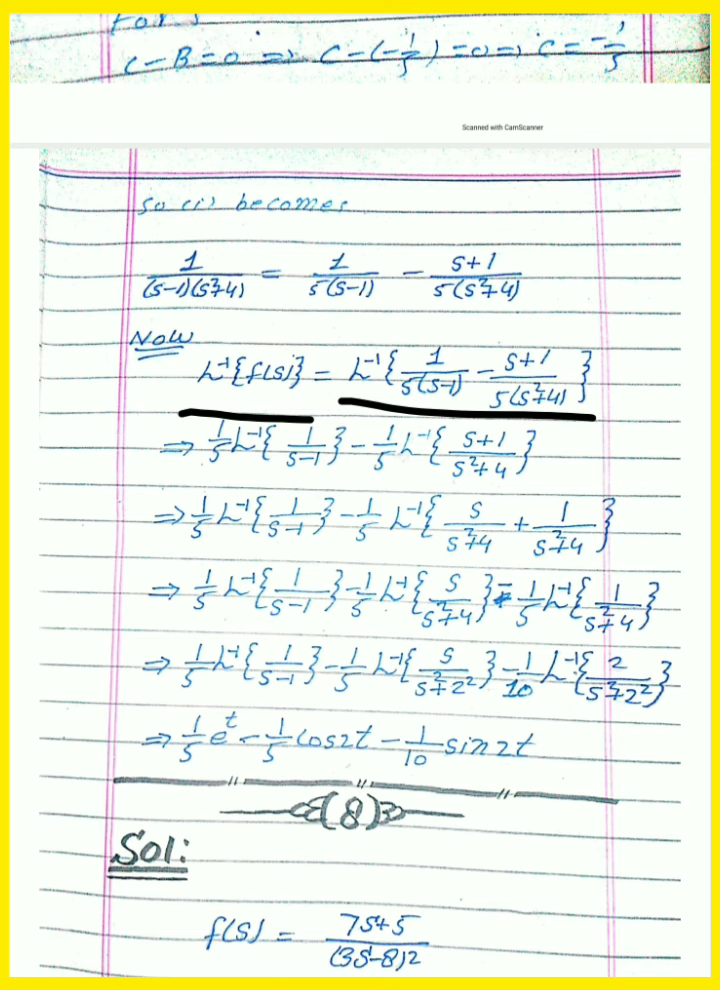 For
C - B = 0 => C - (-1/5) = 0 => C = -1/5
Scanned with CamScanner
So (i) becomes
1/((s-1)(s²+4)) = 1/(5(s-1)) - (s+1)/(5(s²+4))
Now
L⁻¹{f(s)} = L⁻¹{1/(5(s-1)) - (s+1)/(5(s²+4))}
=> 1/5 L⁻¹{1/(s-1)} - 1/5 L⁻¹{(s+1)/(s²+4)}
=> 1/5 L⁻¹{1/(s-1)} - 1/5 L⁻¹{s/(s²+4) + 1/(s²+4)}
=> 1/5 L⁻¹{1/(s-1)} - 1/5 L⁻¹{s/(s²+4)} - 1/5 L⁻¹{1/(s²+4)}
=> 1/5 L⁻¹{1/(s-1)} - 1/5 L⁻¹{s/(s²+2²)} - 1/10 L⁻¹{2/(s²+2²)}
=> 1/5 eᵗ - 1/5 cos2t - 1/10 sin2t
(8)
Sol:
f(s) = (7s+5)/(3s-8)2